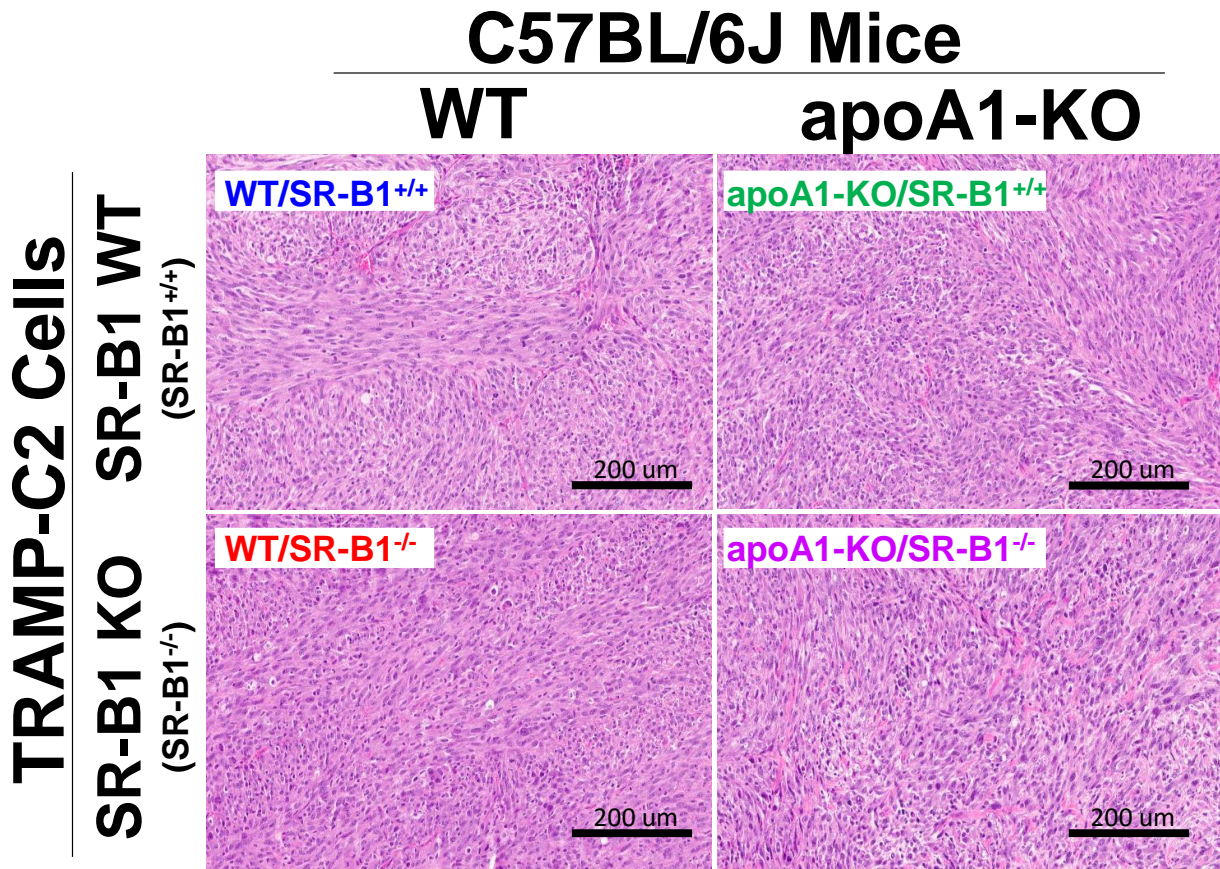 C57BL/6J Mice
WT
apoA1-KO
TRAMP-C2 Cells
SR-B1 WT
(SR-B1+/+)
SR-B1 KO
(SR-B1-/-)
WT/SR-B1+/+
200 um
apoA1-KO/SR-B1+/+
200 um
WT/SR-B1-/-
200 um
apoA1-KO/SR-B1-/-
200 um